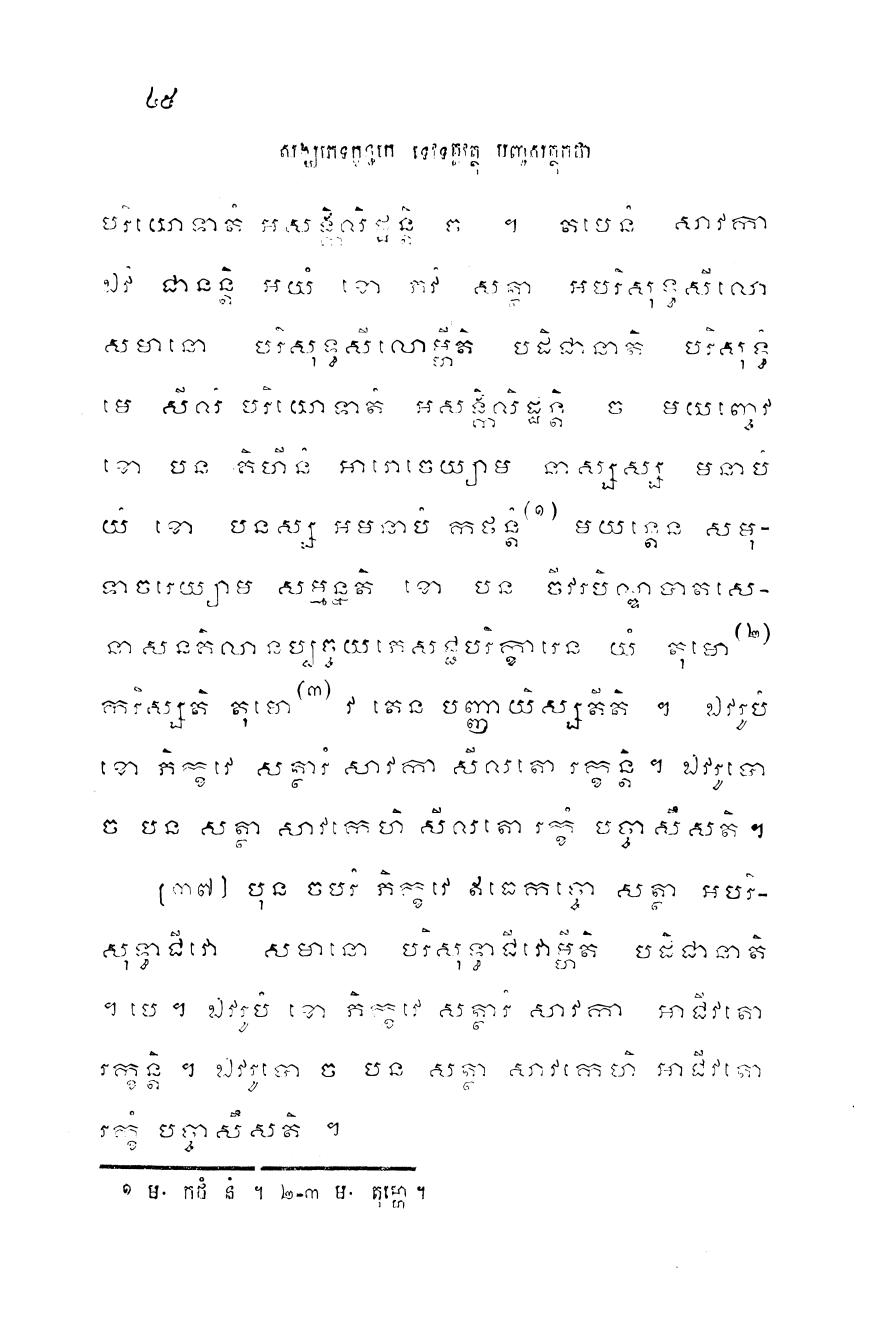 ៤៥
សង្ឃភេទក្ខន្ធកេ ទេវទត្តវត្ថុ បញ្ចសត្ថុកថា
បរិយោទាតំ អសង្កិលិដ្ឋន្តិ ច ។ តមេនំ សាវកា
ឯវំ ជានន្តិ អយំ ខោ ភវំ សត្ថា អបរិសុទ្ធសីលោ
សមានោ បរិសុទ្ធសីលោម្ហីតិ បដិជានាតិ បរិសុទ្ធំ
មេ សីលំ បរិយោទាតំ អសង្កិលិដ្ឋន្តិ ច មយញ្ចេវ
ខោ បន គិហីនំ អារោចេយ្យាម នាស្សស្ស មនាបំ
យំ ខោ បនស្ស អមនាបំ កថន្តំ(១) មយន្តេន សមុ-
ទាចរេយ្យាម សម្មន្នតិ ខោ បន ចីវរបិណ្ឌបាតសេ-
នាសនគិលានប្បច្ចយភេសជ្ជបរិក្ខារេន យំ តុមោ(២)
ករិស្សតិ តុមោ(៣) វ តេន បញ្ញាយិស្សតីតិ ។ ឯវរូបំ
ខោ ភិក្ខវេ សត្ថារំ សាវកា សីលតោ រក្ខន្តិ ។ ឯវរូបោ
ច បន សត្ថា សាវកេហិ សីលតោ រក្ខំ បច្ចាសឹសតិ ។
(៣៧) បុន ចបរំ ភិក្ខវេ ឥធេកច្ចោ សត្ថា អបរិ-
សុទ្ធាជីវោ សមានោ បរិសុទ្ធាជីវោម្ហីតិ បដិជានាតិ
។ បេ ។ ឯវរូបំ ខោ ភិក្ខវេ សត្ថារំ សាវកា អាជីវតោ
រក្ខន្តិ ។ ឯវរូបោ ច បន សត្ថា សាវកេហិ អាជីវតោ
រក្ខំ បច្ចាសឹសតិ ។
១ ម. កថំ នំ ។ ២-៣ ម. តុម្ហេ ។